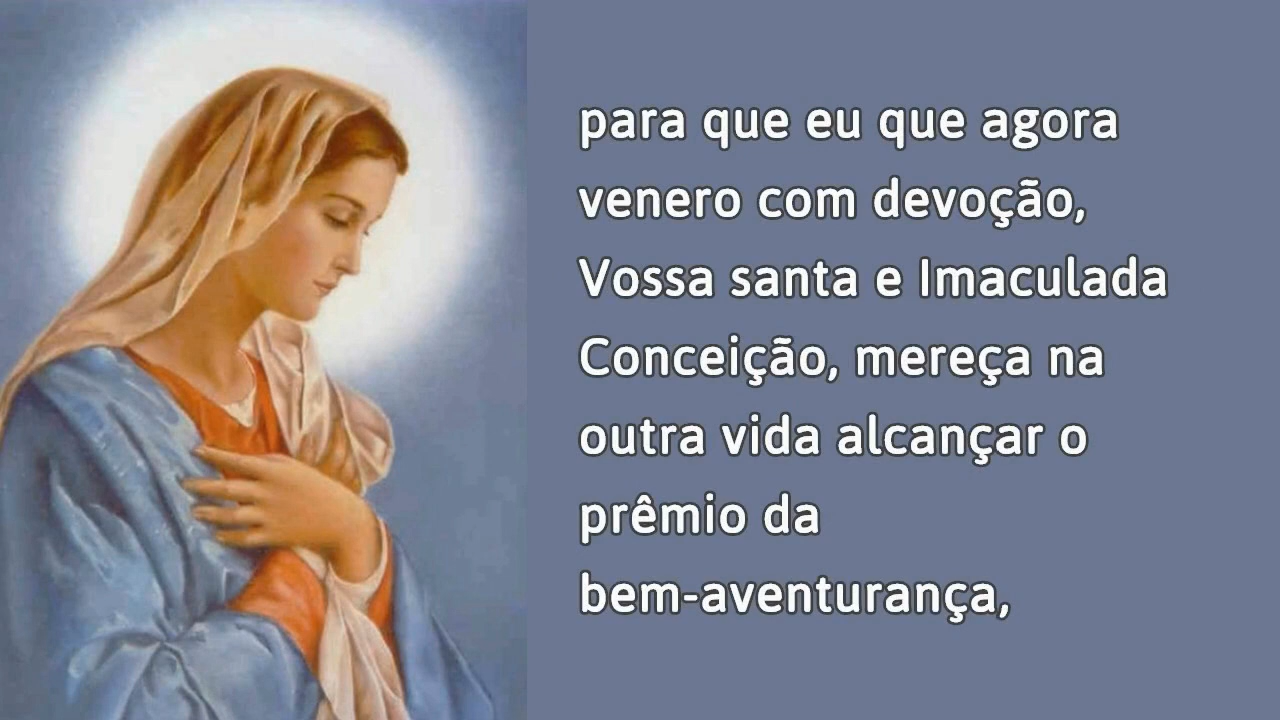 para que eu que agora
venero com devoção,
Vossa santa e Imaculada
Conceição, mereça na
outra vida alcançar o
prêmio da
bem-aventurança,